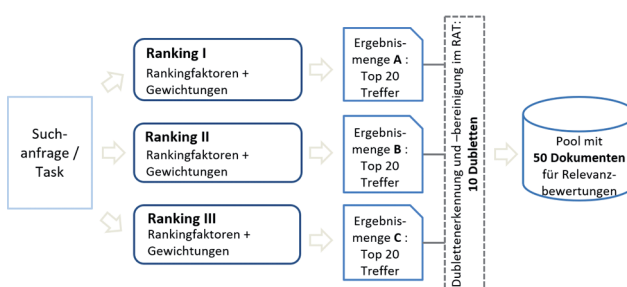 Such-
anfrage /
Task
Ranking I
Rankingfaktoren +
Gewichtungen
Ranking II
Rankingfaktoren +
Gewichtungen
Ranking III
Rankingfaktoren +
Gewichtungen
Ergebnis-
menge A :
Top 20
Treffer
Ergebnis-
menge B :
Top 20
Treffer
Ergebnis-
menge C :
Top 20
Treffer
Dublettenerkennung und –bereinigung im RAT:
10 Dubletten
Pool mit
50 Dokumenten
für Relevanz-
bewertungen